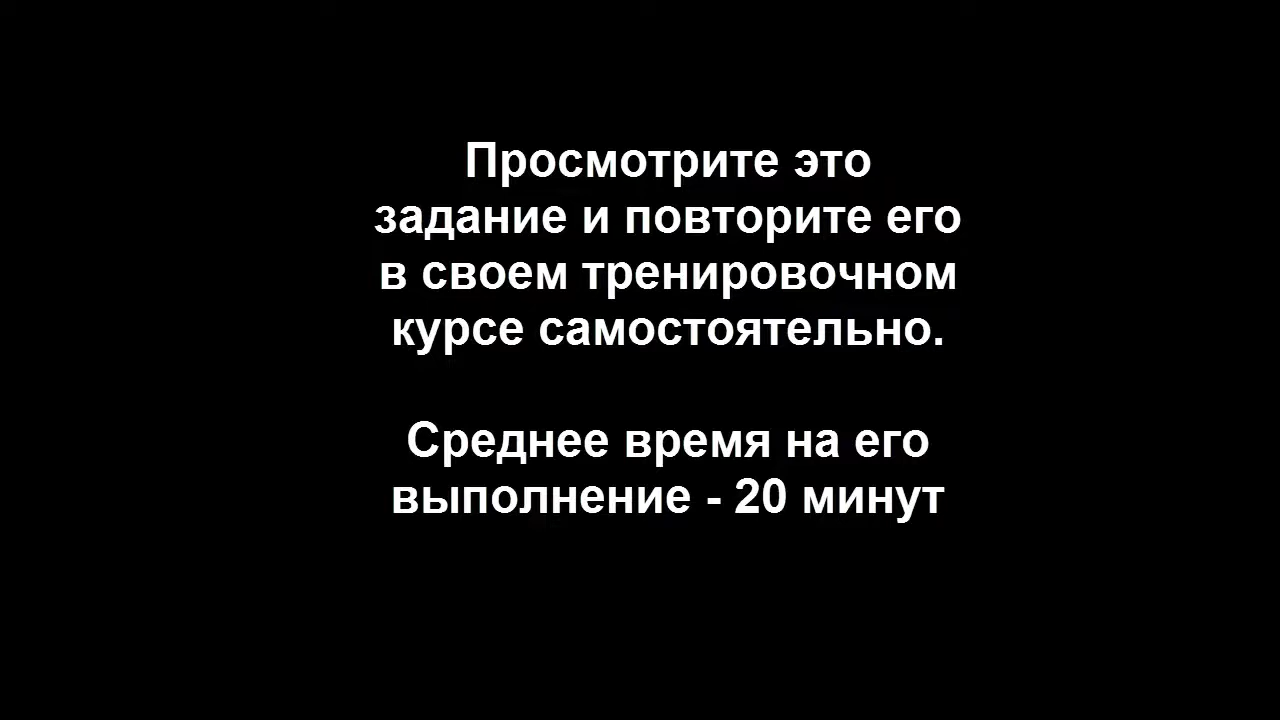 Просмотрите это
задание и повторите его
в своем тренировочном
курсе самостоятельно.
Среднее время на его
выполнение - 20 минут